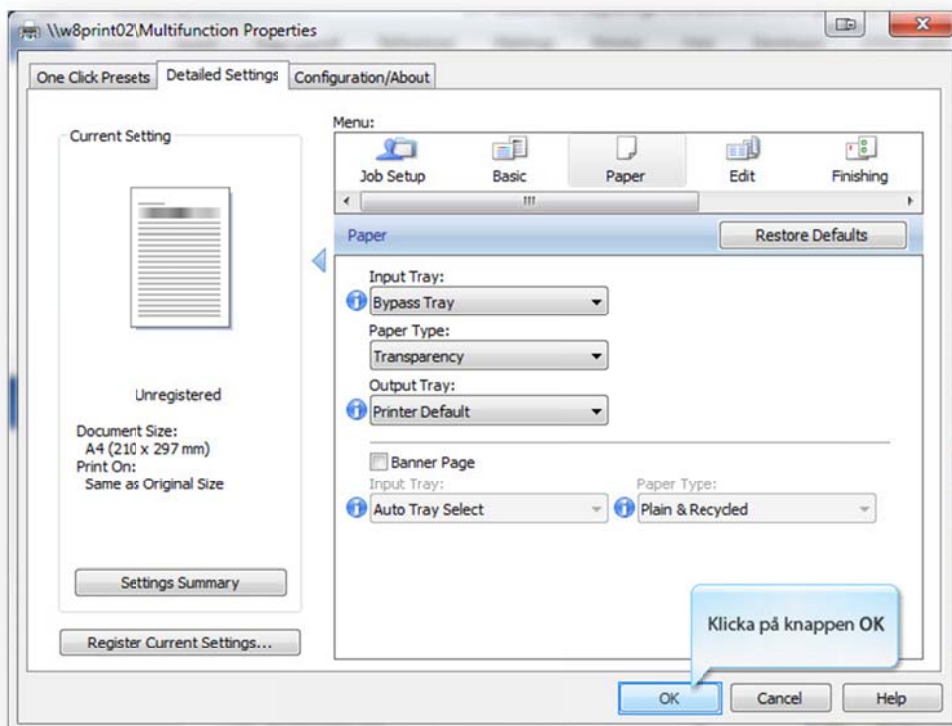 \\w8print02\Multifunction Properties
One Click Presets
Detailed Settings
Configuration/About
Current Setting
Unregistered
Document Size:
A4 (210 x 297 mm)
Print On:
Same as Original Size
Settings Summary
Register Current Settings...
Menu:
Job Setup
Basic
Paper
Edit
Finishing
Paper
Restore Defaults
Input Tray:
Bypass Tray
Paper Type:
Transparency
Output Tray:
Printer Default
Banner Page
Input Tray:
Auto Tray Select
Paper Type:
Plain & Recycled
Klicka på knappen OK
OK
Cancel
Help